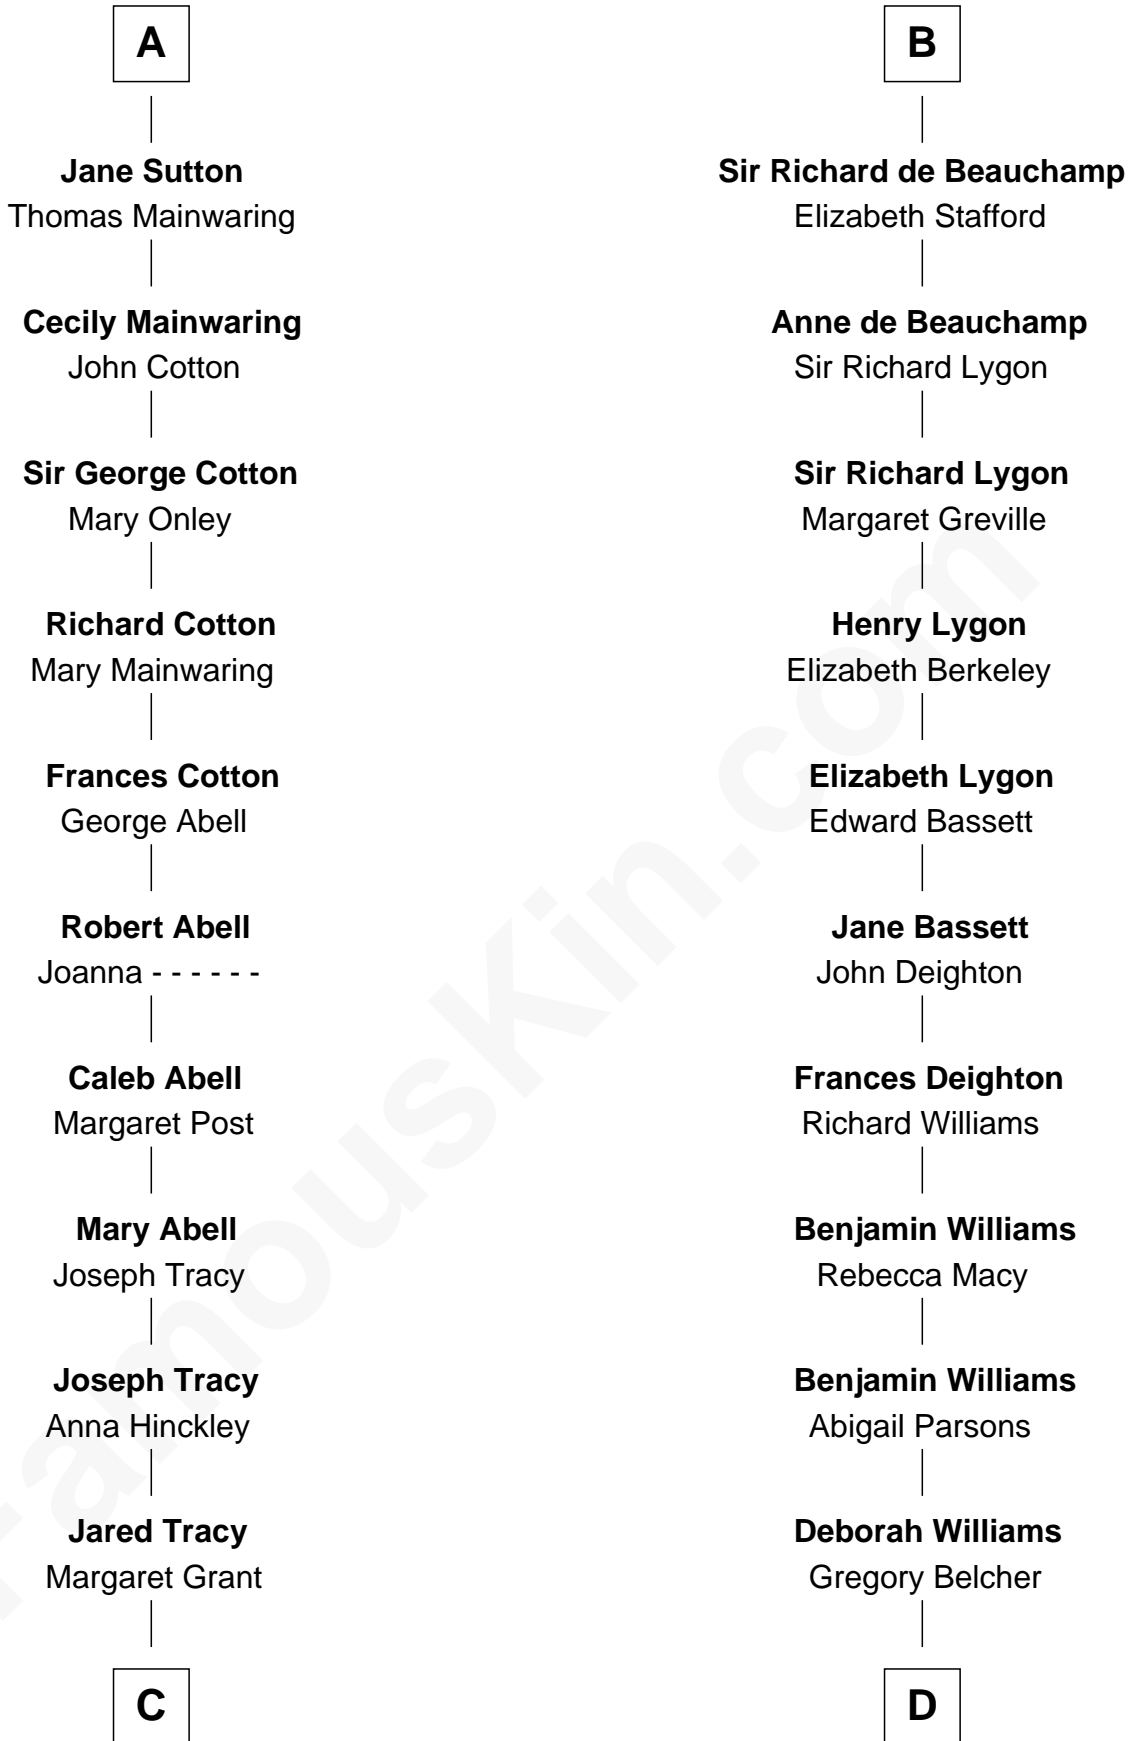 A
Jane Sutton
Thomas Mainwaring
Cecily Mainwaring
John Cotton
Sir George Cotton
Mary Onley
Richard Cotton
Mary Mainwaring
Frances Cotton
George Abell
Robert Abell
Joanna - - - - - -
Caleb Abell
Margaret Post
Mary Abell
Joseph Tracy
Joseph Tracy
Anna Hinckley
Jared Tracy
Margaret Grant
C
B
Sir Richard de Beauchamp
Elizabeth Stafford
Anne de Beauchamp
Sir Richard Lygon
Sir Richard Lygon
Margaret Greville
Henry Lygon
Elizabeth Berkeley
Elizabeth Lygon
Edward Bassett
Jane Bassett
John Deighton
Frances Deighton
Richard Williams
Benjamin Williams
Rebecca Macy
Benjamin Williams
Abigail Parsons
Deborah Williams
Gregory Belcher
D
FamousKin.com